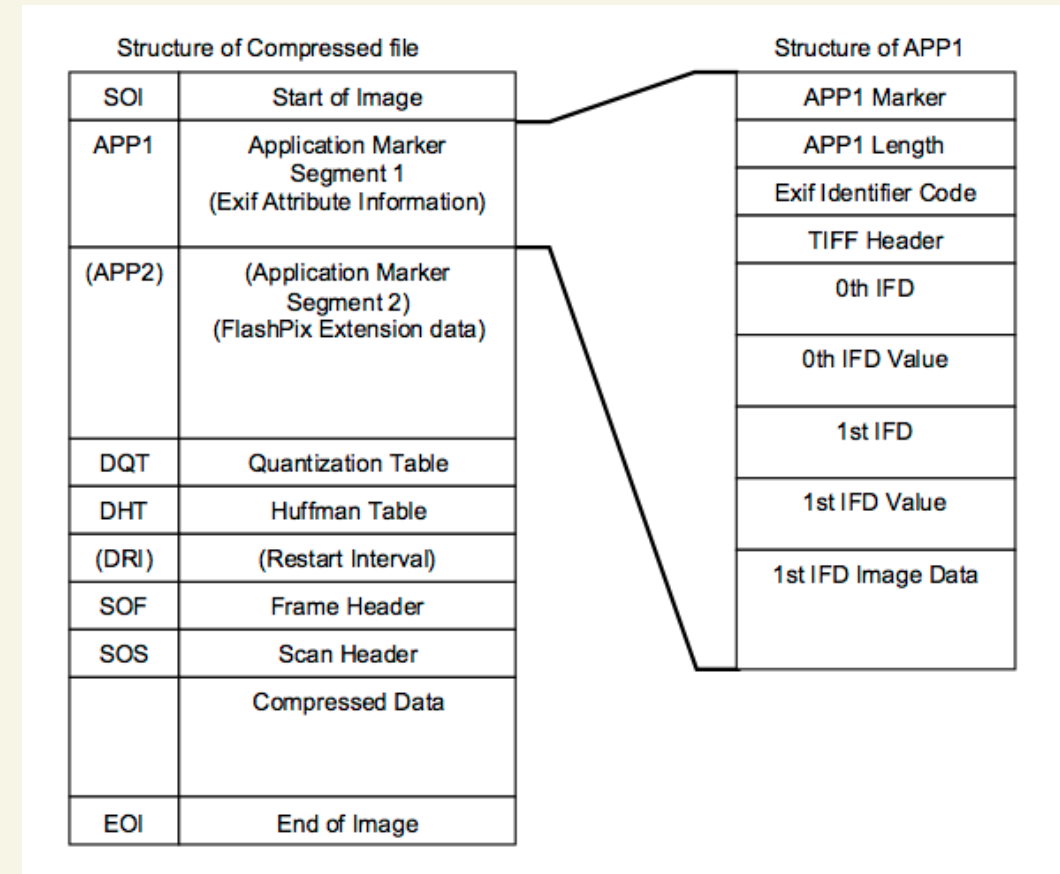 Structure of Compressed file
SOI Start of Image
APP1 Application Marker
Segment 1
(Exif Attribute Information)
(APP2) (Application Marker
Segment 2)
(FlashPix Extension data)
DQT Quantization Table
DHT Huffman Table
(DRI) (Restart Interval)
SOF Frame Header
SOS Scan Header
Compressed Data
EOI End of Image
Structure of APP1
APP1 Marker
APP1 Length
Exif Identifier Code
TIFF Header
0th IFD
0th IFD Value
1st IFD
1st IFD Value
1st IFD Image Data